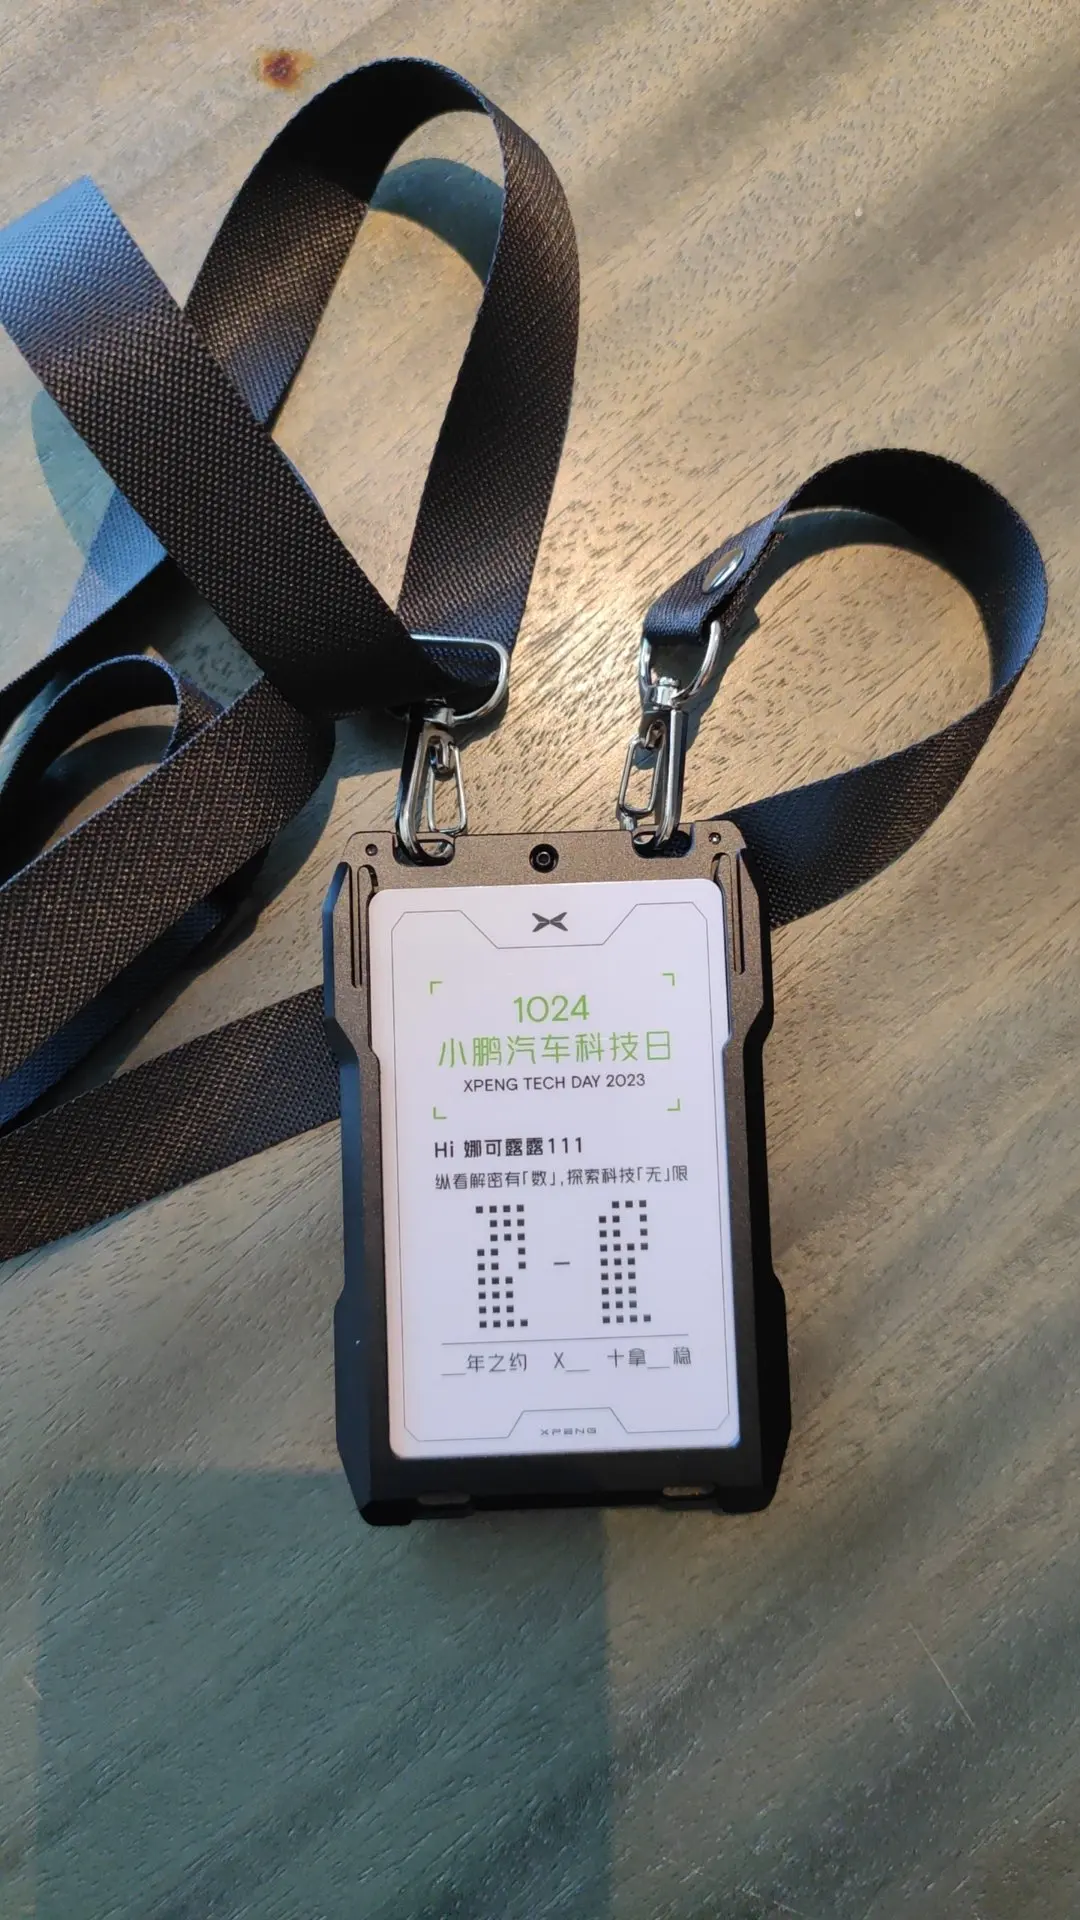 1024
小鹏汽车科技日
XPENG TECH DAY 2023
Hi 娜可露露111
纵看解密有「数」,探索科技「无」限
__年之约 X__ 十拿__稳
XPENG